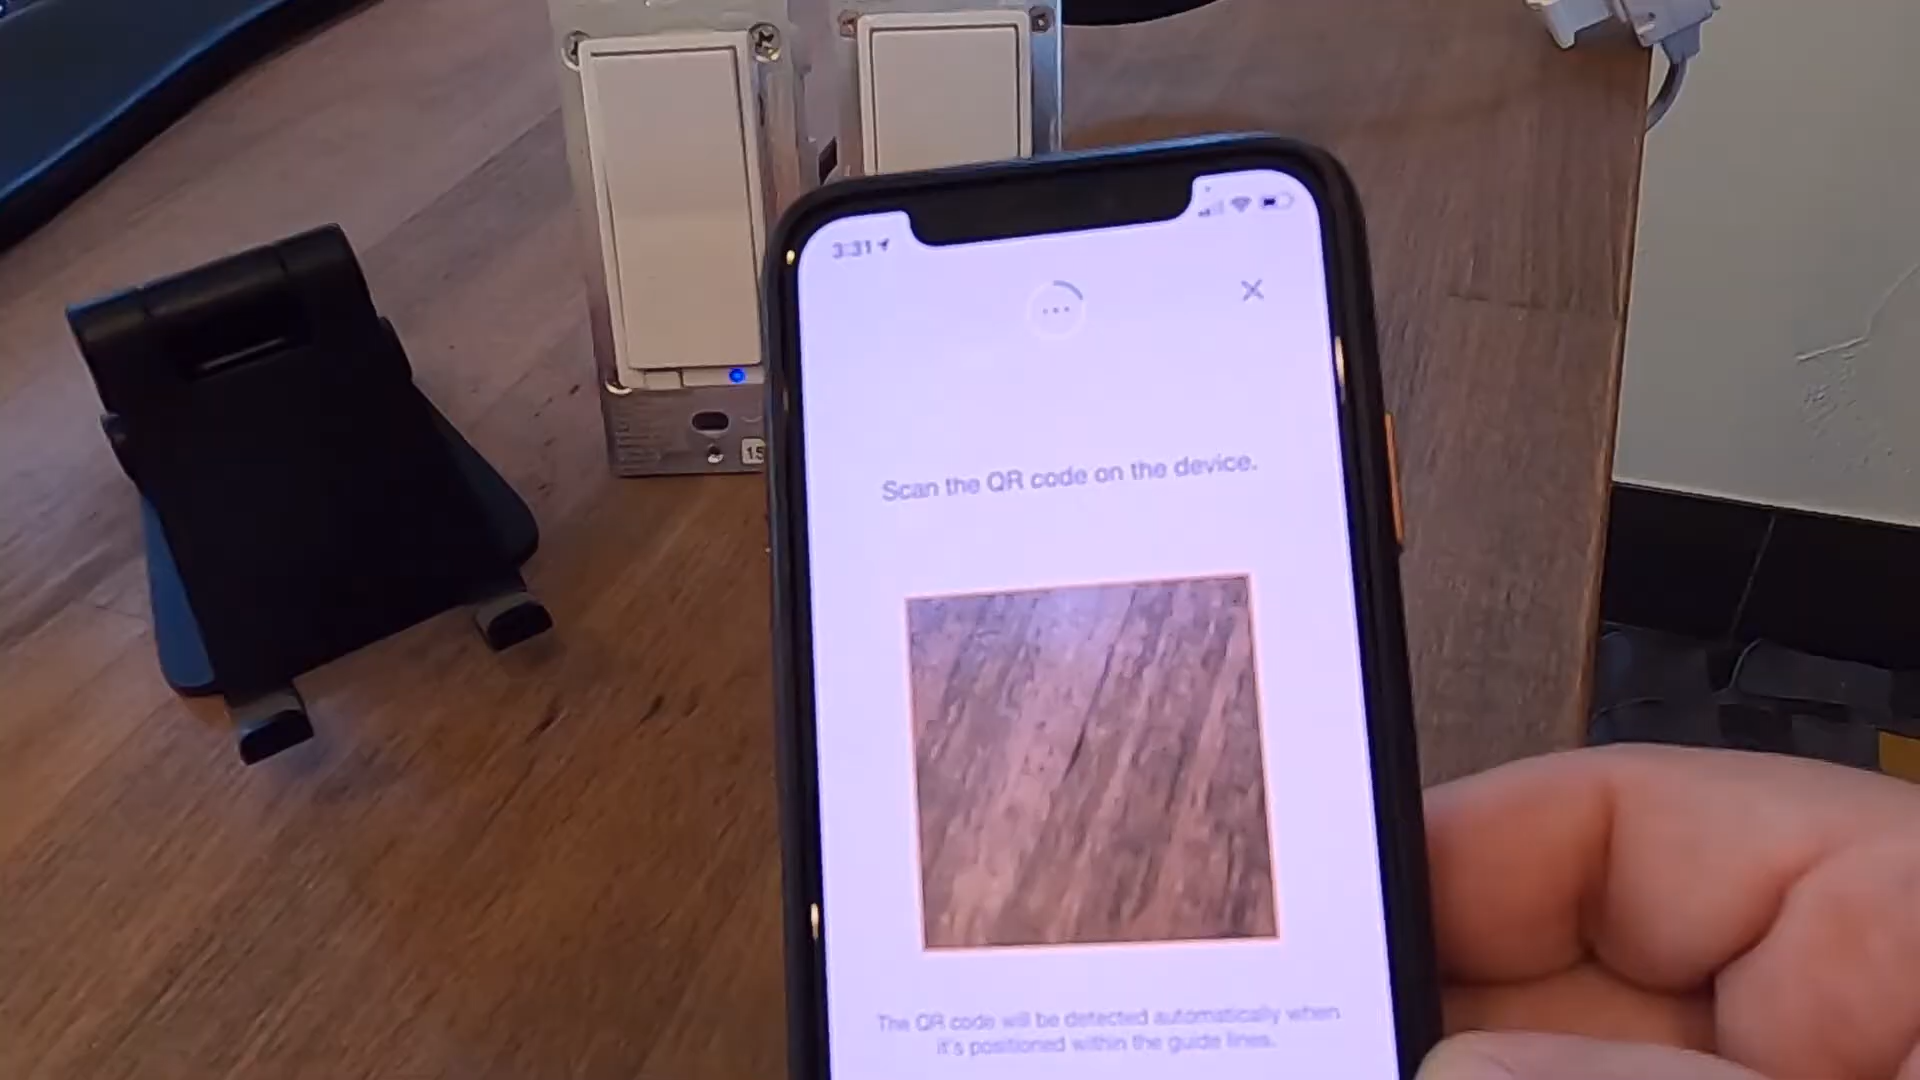 3:31
Scan the QR code on the device.
The QR code will be detected automatically when
it's positioned within the guide lines.
15